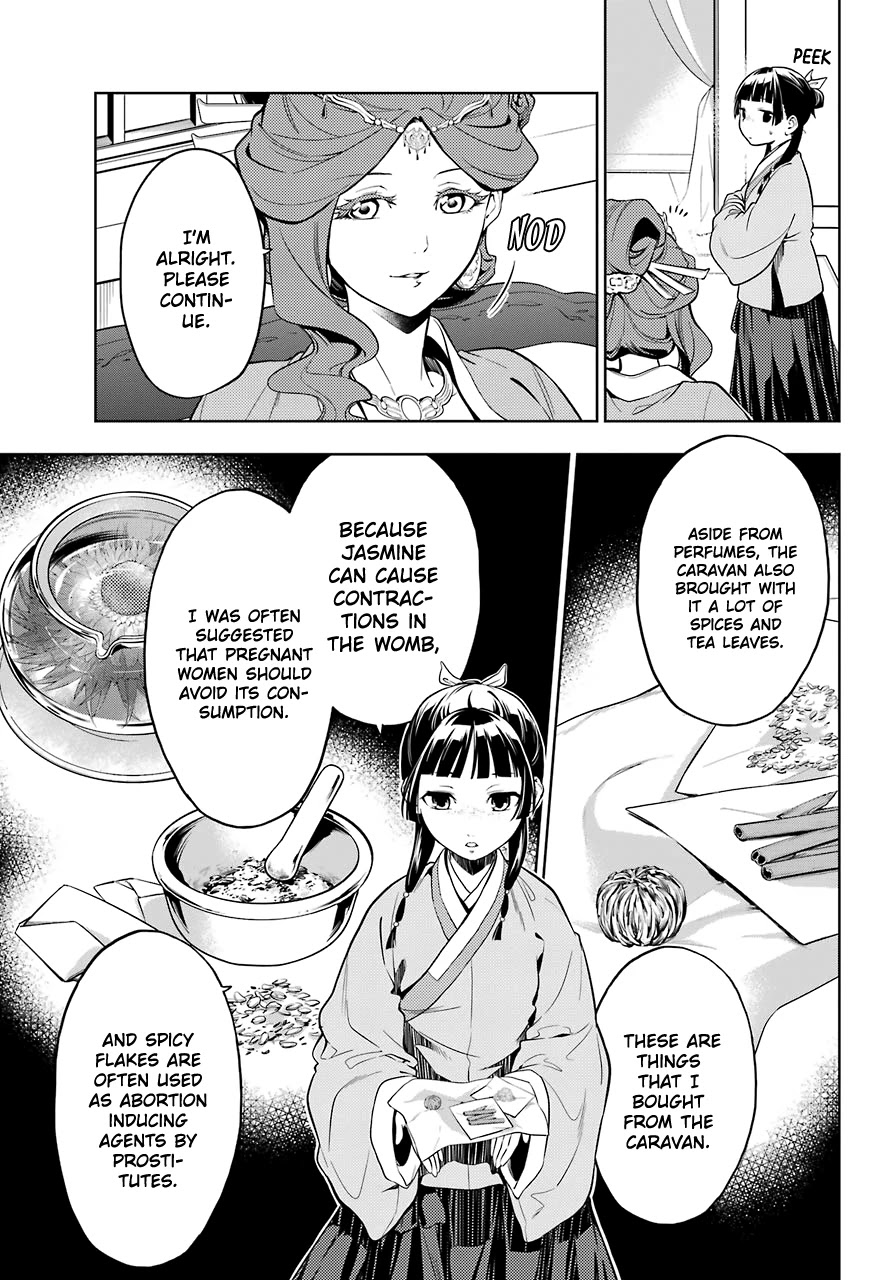 PEEK
NOD
I'M
ALRIGHT.
PLEASE
CONTIN-
UE.
ASIDE FROM
PERFUMES, THE
CARAVAN ALSO
BROUGHT WITH
IT A LOT OF
SPICES AND
TEA LEAVES.
THESE ARE
THINGS
THAT I
BOUGHT
FROM THE
CARAVAN.
BECAUSE
JASMINE
CAN CAUSE
CONTRAC-
TIONS IN
THE WOMB,
I WAS OFTEN
SUGGESTED
THAT PREGNANT
WOMEN SHOULD
AVOID ITS CON-
SUMPTION.
AND SPICY
FLAKES ARE
OFTEN USED
AS ABORTION
INDUCING
AGENTS BY
PROSTI-
TUTES.